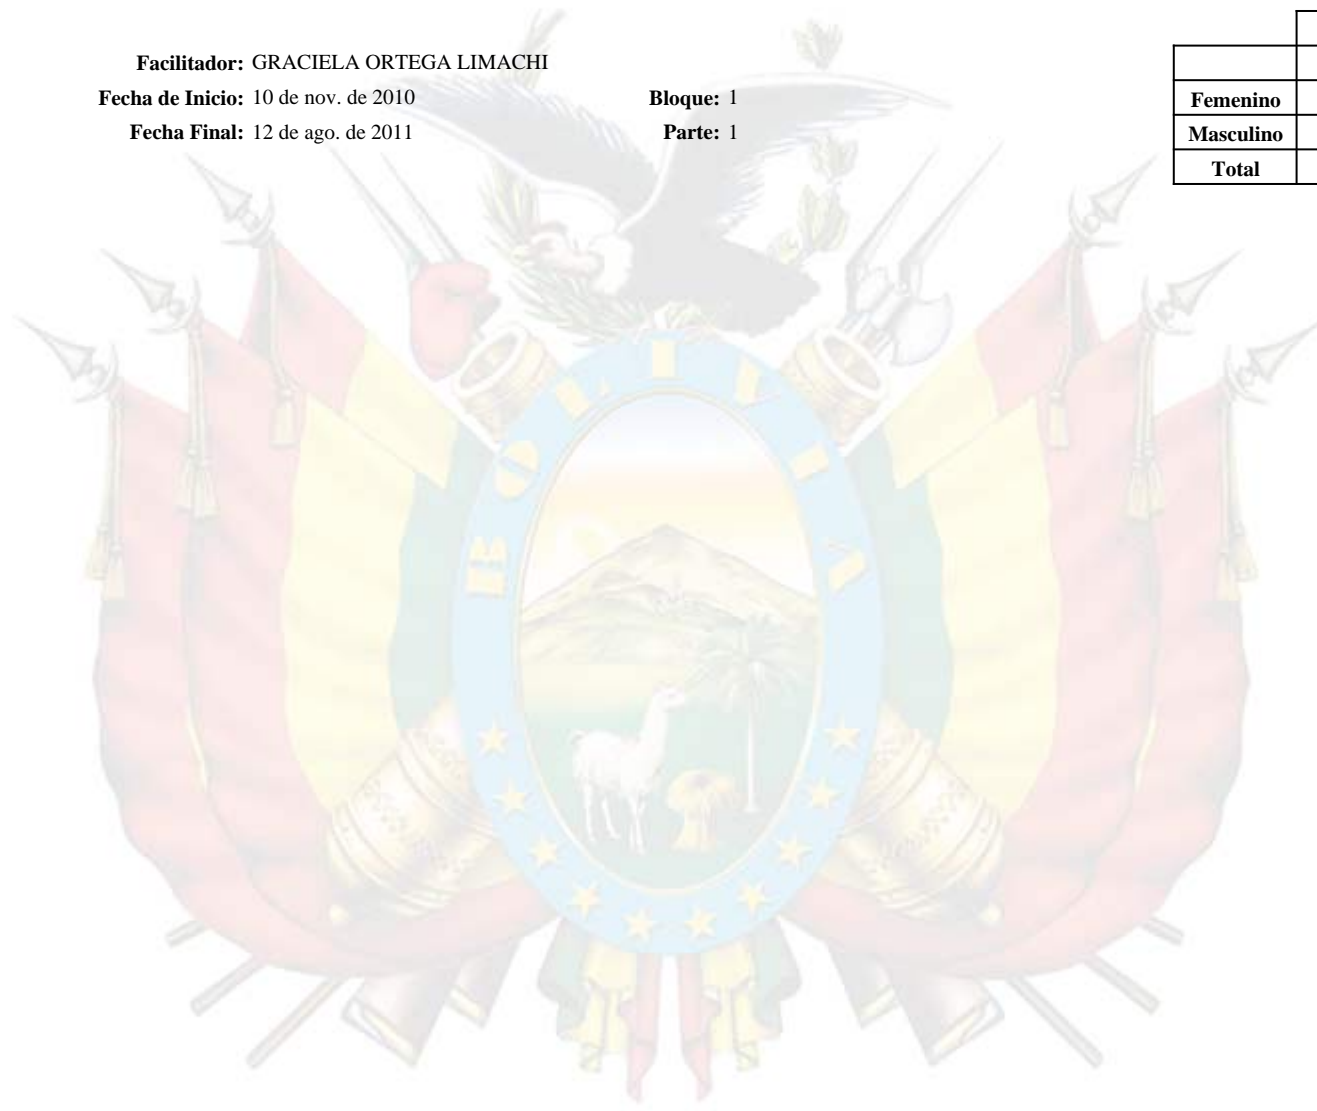 Facilitador: GRACIELA ORTEGA LIMACHI
Fecha de Inicio: 10 de nov. de 2010 Bloque: 1
Fecha Final: 12 de ago. de 2011 Parte: 1
Femenino
Masculino
Total
BOLIVIA